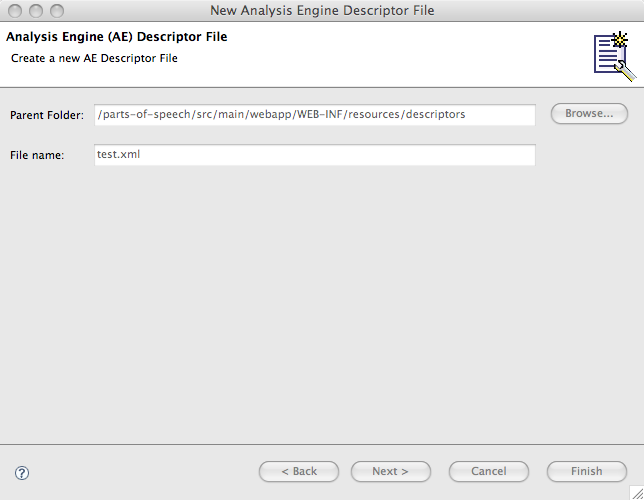 New Analysis Engine Descriptor File
Analysis Engine (AE) Descriptor File
Create a new AE Descriptor File
Parent Folder: /parts-of-speech/src/main/webapp/WEB-INF/resources/descriptors Browse...
File name: test.xml
? < Back Next > Cancel Finish